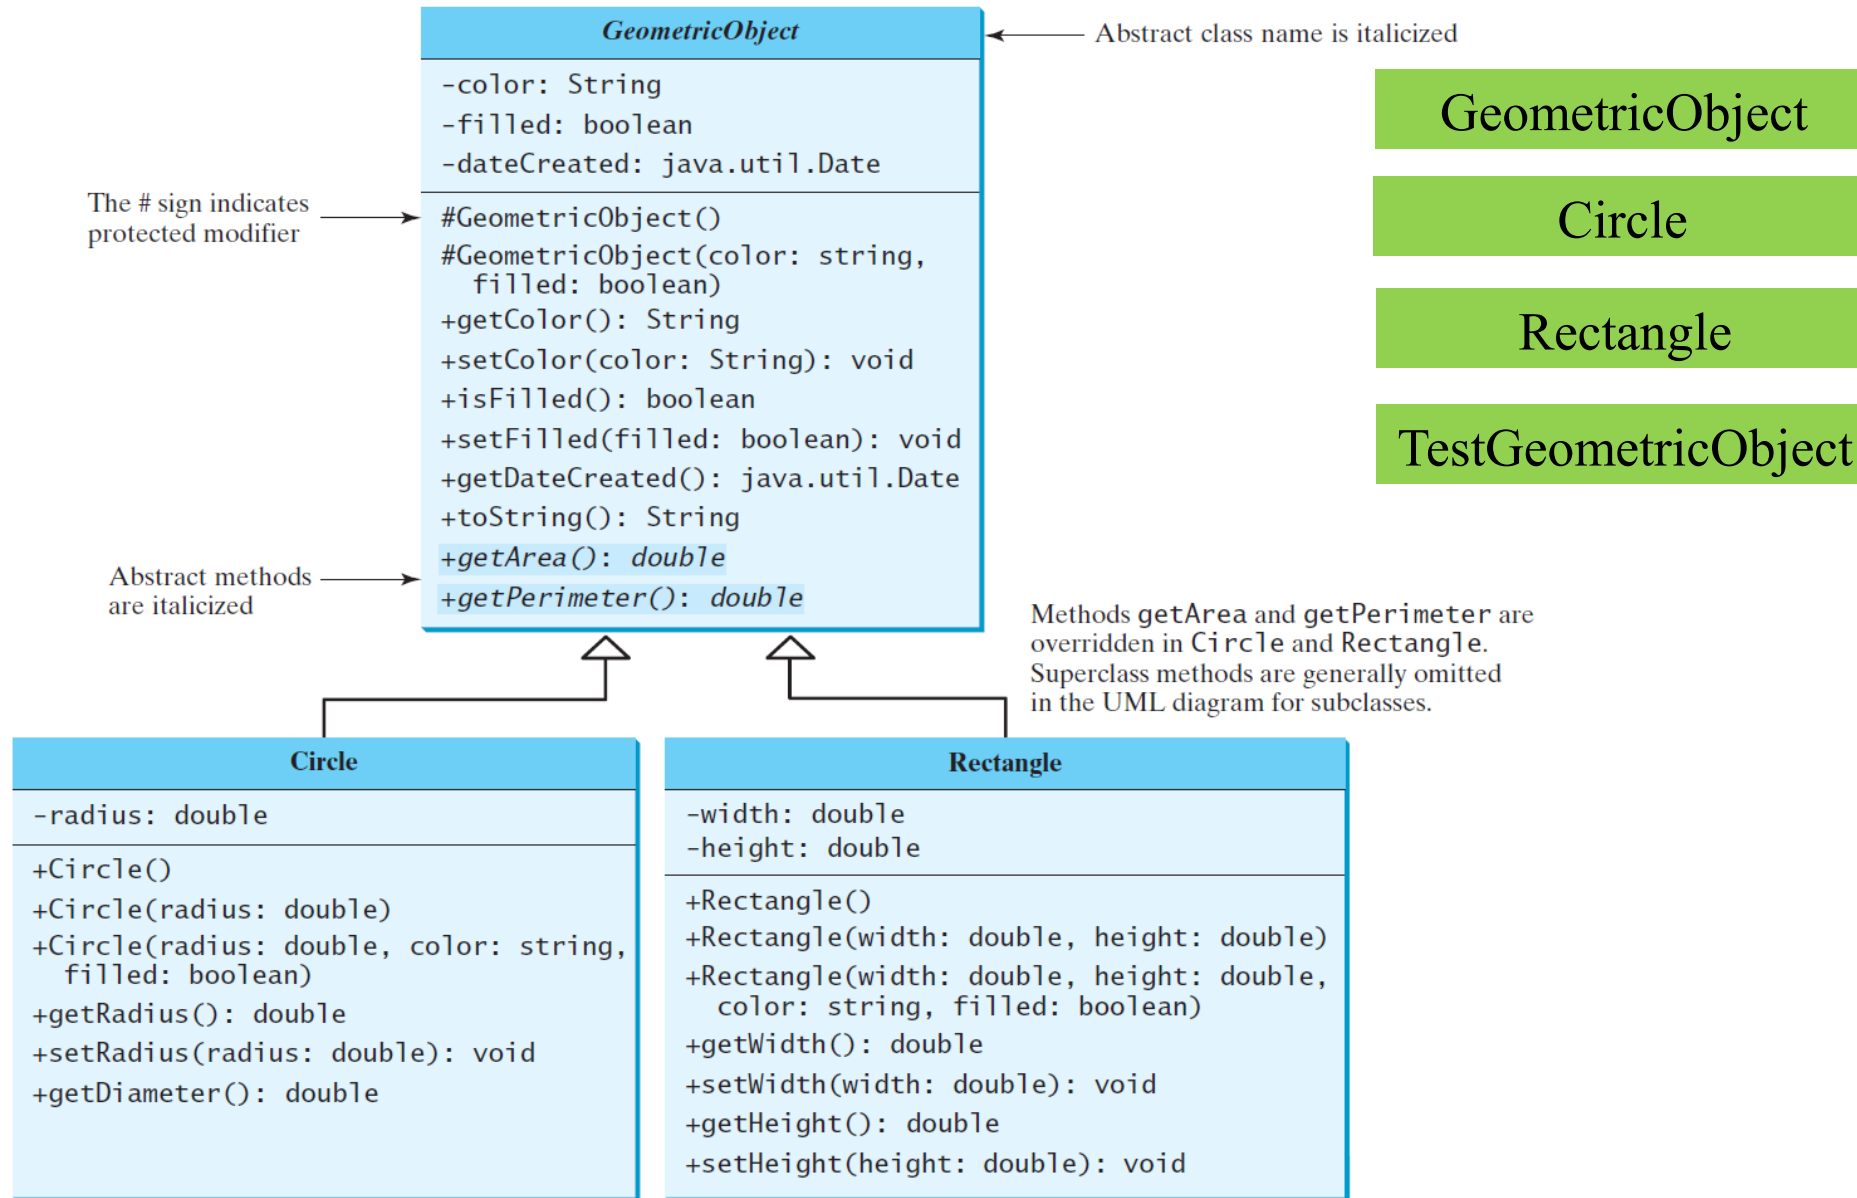 GeometricObject
-color: String
-filled: boolean
-dateCreated: java.util.Date
#GeometricObject()
#GeometricObject(color: string,
filled: boolean)
+getColor(): String
+setColor(color: String): void
+isFilled(): boolean
+setFilled(filled: boolean): void
+getDateCreated(): java.util.Date
+toString(): String
+getArea(): double
+getPerimeter(): double
Abstract class name is italicized
The # sign indicates
protected modifier
Abstract methods
are italicized
Methods getArea and getPerimeter are
overridden in Circle and Rectangle.
Superclass methods are generally omitted
in the UML diagram for subclasses.
GeometricObject
Circle
Rectangle
TestGeometricObject
Circle
-radius: double
+Circle()
+Circle(radius: double)
+Circle(radius: double, color: string,
filled: boolean)
+getRadius(): double
+setRadius(radius: double): void
+getDiameter(): double
Rectangle
-width: double
-height: double
+Rectangle()
+Rectangle(width: double, height: double)
+Rectangle(width: double, height: double,
color: string, filled: boolean)
+getWidth(): double
+setWidth(width: double): void
+getHeight(): double
+setHeight(height: double): void